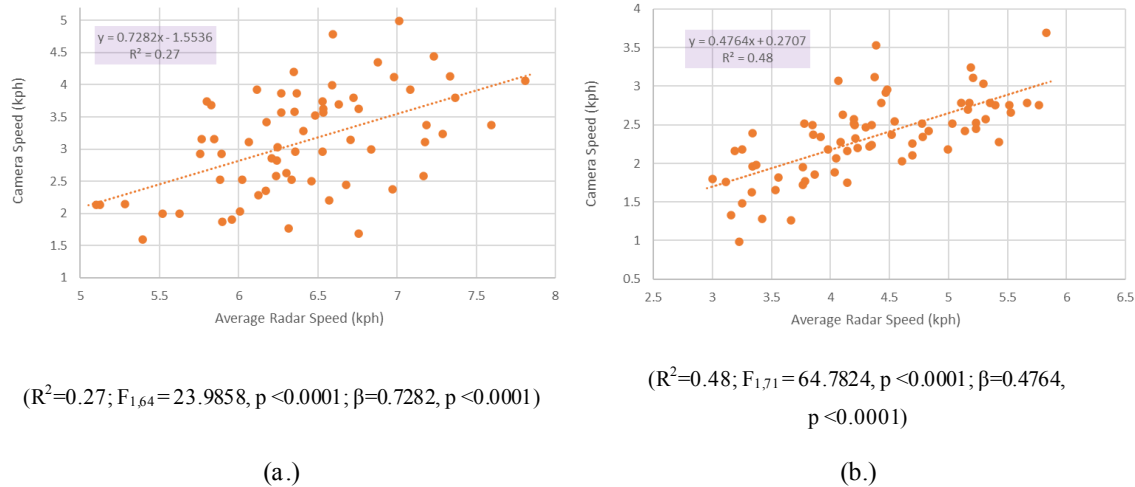 y = 0.7282x - 1.5536
R² = 0.27
5
4.5
4
3.5
3
2.5
2
1.5
1
Camera Speed (kph)
5 5.5 6 6.5 7 7.5 8
Average Radar Speed (kph)
(R²=0.27; F₁,₆₄ = 23.9858, p <0.0001; β=0.7282, p <0.0001)
(a.)
y = 0.4764x + 0.2707
R² = 0.48
4
3.5
3
2.5
2
1.5
1
0.5
Camera Speed (kph)
2.5 3 3.5 4 4.5 5 5.5 6 6.5
Average Radar Speed (kph)
(R²=0.48; F₁,₇₁ = 64.7824, p <0.0001; β=0.4764,
p <0.0001)
(b.)